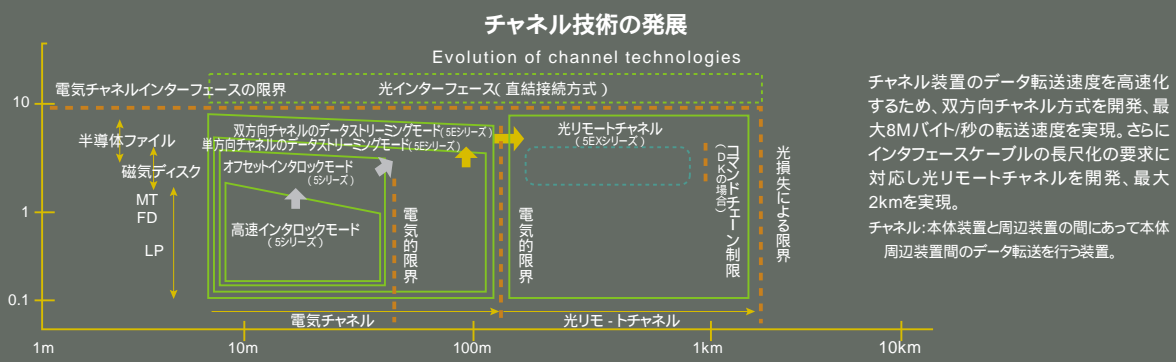 チャネル技術の発展
Evolution of channel technologies
電気チャネルインターフェースの限界
光インターフェース(直結接続方式)
10
1
0.1
半導体ファイル
磁気ディスク
MT
FD
LP
双方向チャネルのデータストリーミングモード(5Eシリーズ)
単方向チャネルのデータストリーミングモード(5Eシリーズ)
オフセットインタロックモード
(5シリーズ)
高速インタロックモード
(5シリーズ)
電気的限界
光リモートチャネル
(5EXシリーズ)
電気的限界
コマンドチェーン制限
(DKの場合)
光損失による限界
電気チャネル
光リモ-トチャネル
1m
10m
100m
1km
10km
チャネル装置のデータ転送速度を高速化
するため、双方向チャネル方式を開発、最
大8Mバイト/秒の転送速度を実現。さらに
インタフェースケーブルの長尺化の要求に
対応し光リモートチャネルを開発、最大
2kmを実現。
チャネル:本体装置と周辺装置の間にあって本体
周辺装置間のデータ転送を行う装置。